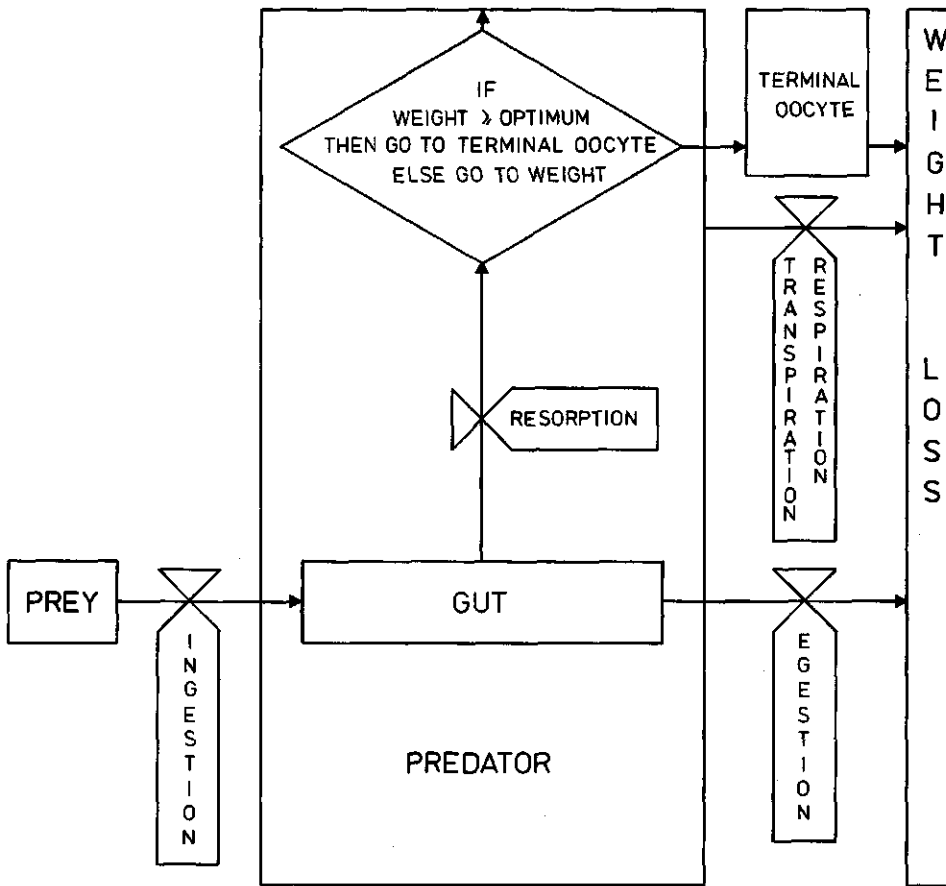 IF
WEIGHT ⩾ OPTIMUM
THEN GO TO TERMINAL OOCYTE
ELSE GO TO WEIGHT
TERMINAL
OOCYTE
WEIGHT LOSS
TRANSPIRATION
RESPIRATION
RESORPTION
PREY
INGESTION
GUT
EGESTION
PREDATOR